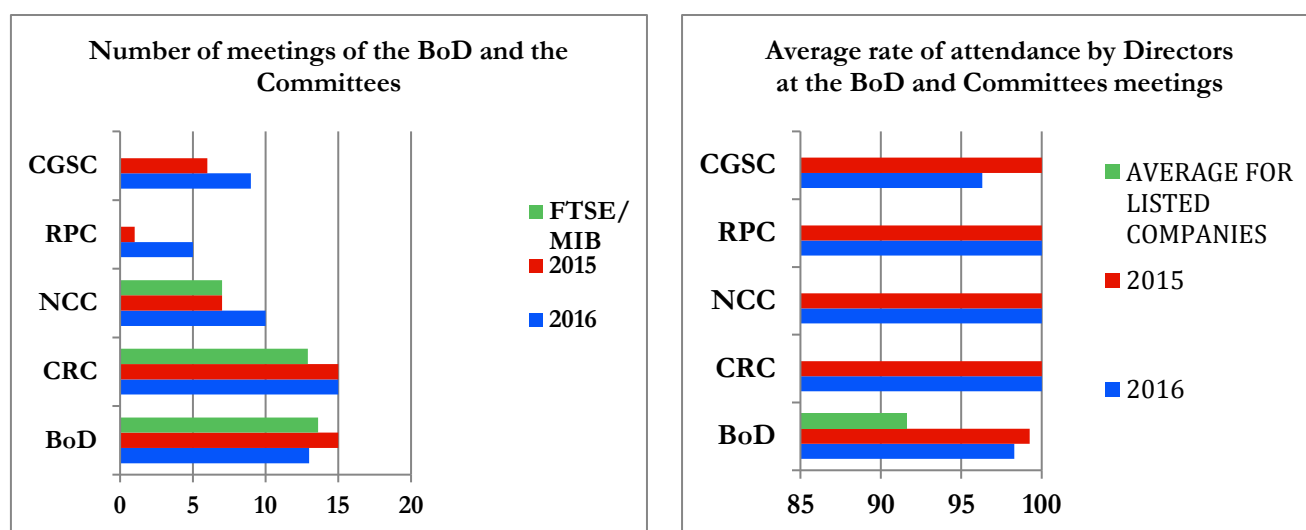 Number of meetings of the BoD and the
Committees
CGSC
RPC
NCC
CRC
BoD
0 5 10 15 20
FTSE/
MIB
2015
2016
Average rate of attendance by Directors
at the BoD and Committees meetings
CGSC
RPC
NCC
CRC
BoD
85 90 95 100
AVERAGE FOR
LISTED
COMPANIES
2015
2016